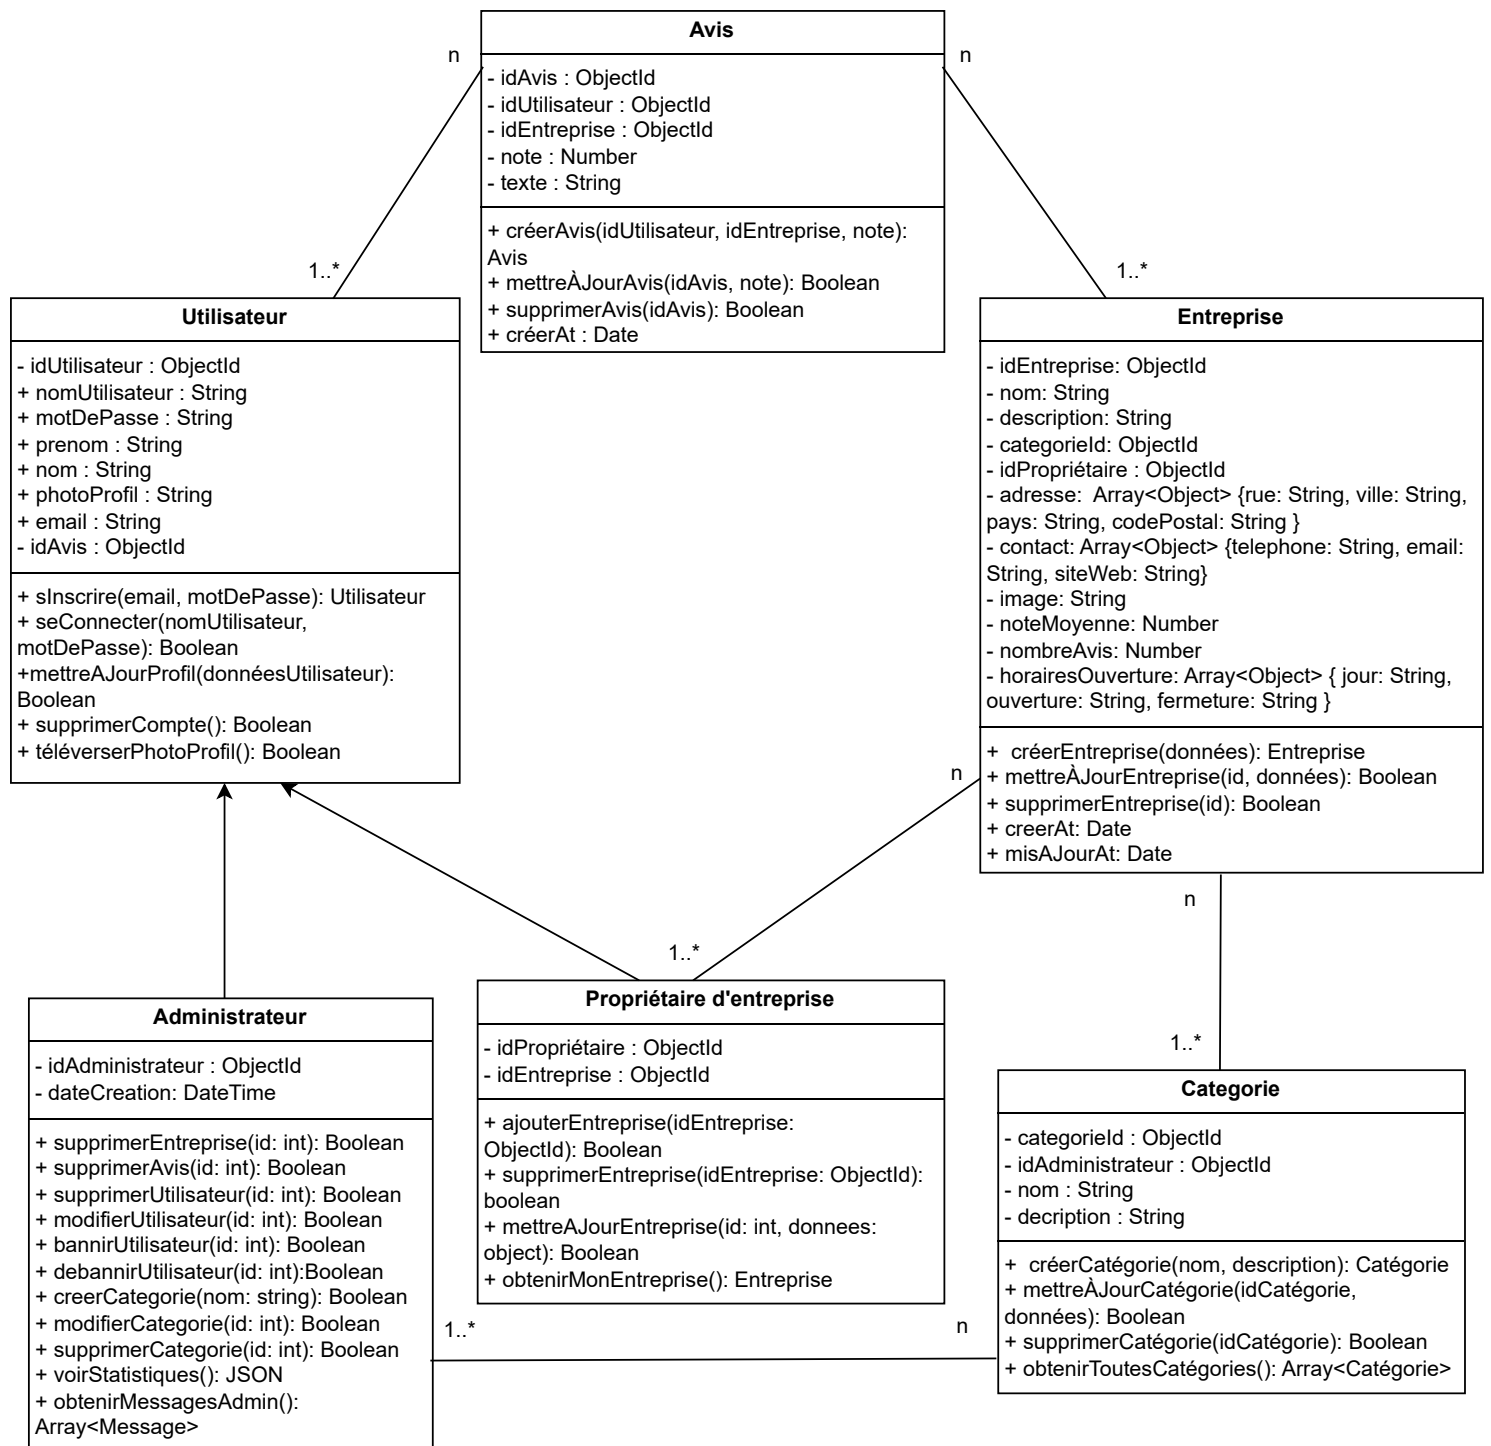 Avis
n
n
- idAvis : ObjectId
- idUtilisateur : ObjectId
- idEntreprise : ObjectId
- note : Number
- texte : String
+ créerAvis(idUtilisateur, idEntreprise, note):
Avis
+ mettreÀJourAvis(idAvis, note): Boolean
+ supprimerAvis(idAvis): Boolean
+ créerAt : Date
1..*
1..*
Utilisateur
- idUtilisateur : ObjectId
+ nomUtilisateur : String
+ motDePasse : String
+ prenom : String
+ nom : String
+ photoProfil : String
+ email : String
- idAvis : ObjectId
+ sInscrire(email, motDePasse): Utilisateur
+ seConnecter(nomUtilisateur,
motDePasse): Boolean
+mettreAJourProfil(donnéesUtilisateur):
Boolean
+ supprimerCompte(): Boolean
+ téléverserPhotoProfil(): Boolean
Entreprise
- idEntreprise: ObjectId
- nom: String
- description: String
- categorieId: ObjectId
- idPropriétaire : ObjectId
- adresse:  Array<Object> {rue: String, ville: String,
pays: String, codePostal: String }
- contact: Array<Object> {telephone: String, email:
String, siteWeb: String}
- image: String
- noteMoyenne: Number
- nombreAvis: Number
- horairesOuverture: Array<Object> { jour: String,
ouverture: String, fermeture: String }
+  créerEntreprise(données): Entreprise
+ mettreÀJourEntreprise(id, données): Boolean
+ supprimerEntreprise(id): Boolean
+ creerAt: Date
+ misAJourAt: Date
n
n
1..*
1..*
Administrateur
- idAdministrateur : ObjectId
- dateCreation: DateTime
+ supprimerEntreprise(id: int): Boolean
+ supprimerAvis(id: int): Boolean
+ supprimerUtilisateur(id: int): Boolean
+ modifierUtilisateur(id: int): Boolean
+ bannirUtilisateur(id: int): Boolean
+ debannirUtilisateur(id: int):Boolean
+ creerCategorie(nom: string): Boolean
+ modifierCategorie(id: int): Boolean
+ supprimerCategorie(id: int): Boolean
+ voirStatistiques(): JSON
+ obtenirMessagesAdmin():
Array<Message>
Propriétaire d'entreprise
- idPropriétaire : ObjectId
- idEntreprise : ObjectId
+ ajouterEntreprise(idEntreprise:
ObjectId): Boolean
+ supprimerEntreprise(idEntreprise: ObjectId):
boolean
+ mettreAJourEntreprise(id: int, donnees:
object): Boolean
+ obtenirMonEntreprise(): Entreprise
Categorie
- categorieId : ObjectId
- idAdministrateur : ObjectId
- nom : String
- decription : String
+  créerCatégorie(nom, description): Catégorie
+ mettreÀJourCatégorie(idCatégorie,
données): Boolean
+ supprimerCatégorie(idCatégorie): Boolean
+ obtenirToutesCatégories(): Array<Catégorie>
1..*
n